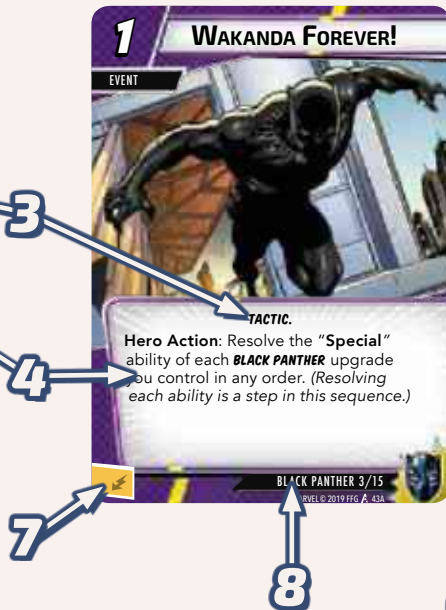 1
WAKANDA FOREVER!
EVENT
3
TACTIC.
Hero Action: Resolve the "Special"
ability of each BLACK PANTHER upgrade
you control in any order. (Resolving
each ability is a step in this sequence.)
4
BLACK PANTHER 3/15
MARVEL © 2019 FFG 43A
7
8